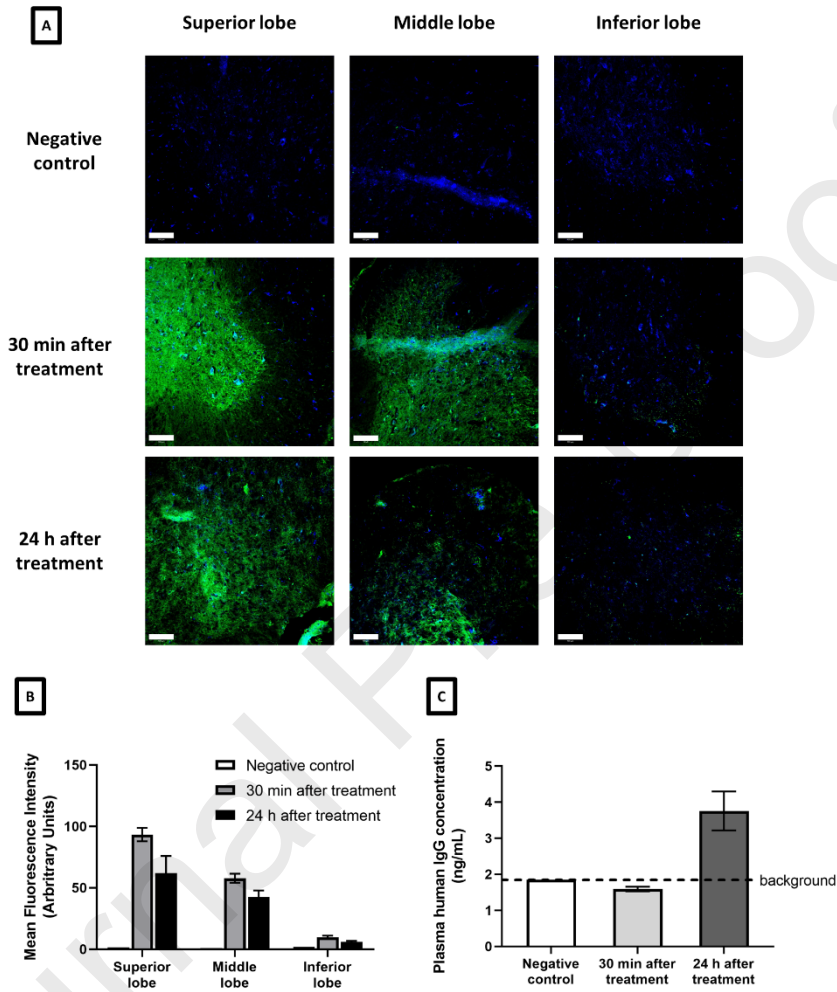 A
Superior lobe
Middle lobe
Inferior lobe
Negative
control
30 min after
treatment
24 h after
treatment
B
Mean Fluorescence Intensity
(Arbritrary Units)
150
100
50
0
Negative control
30 min after treatment
24 h after treatment
Superior
lobe
Middle
lobe
Inferior
lobe
C
Plasma human IgG concentration
(ng/mL)
5
4
3
2
1
0
background
Negative
control
30 min after
treatment
24 h after
treatment